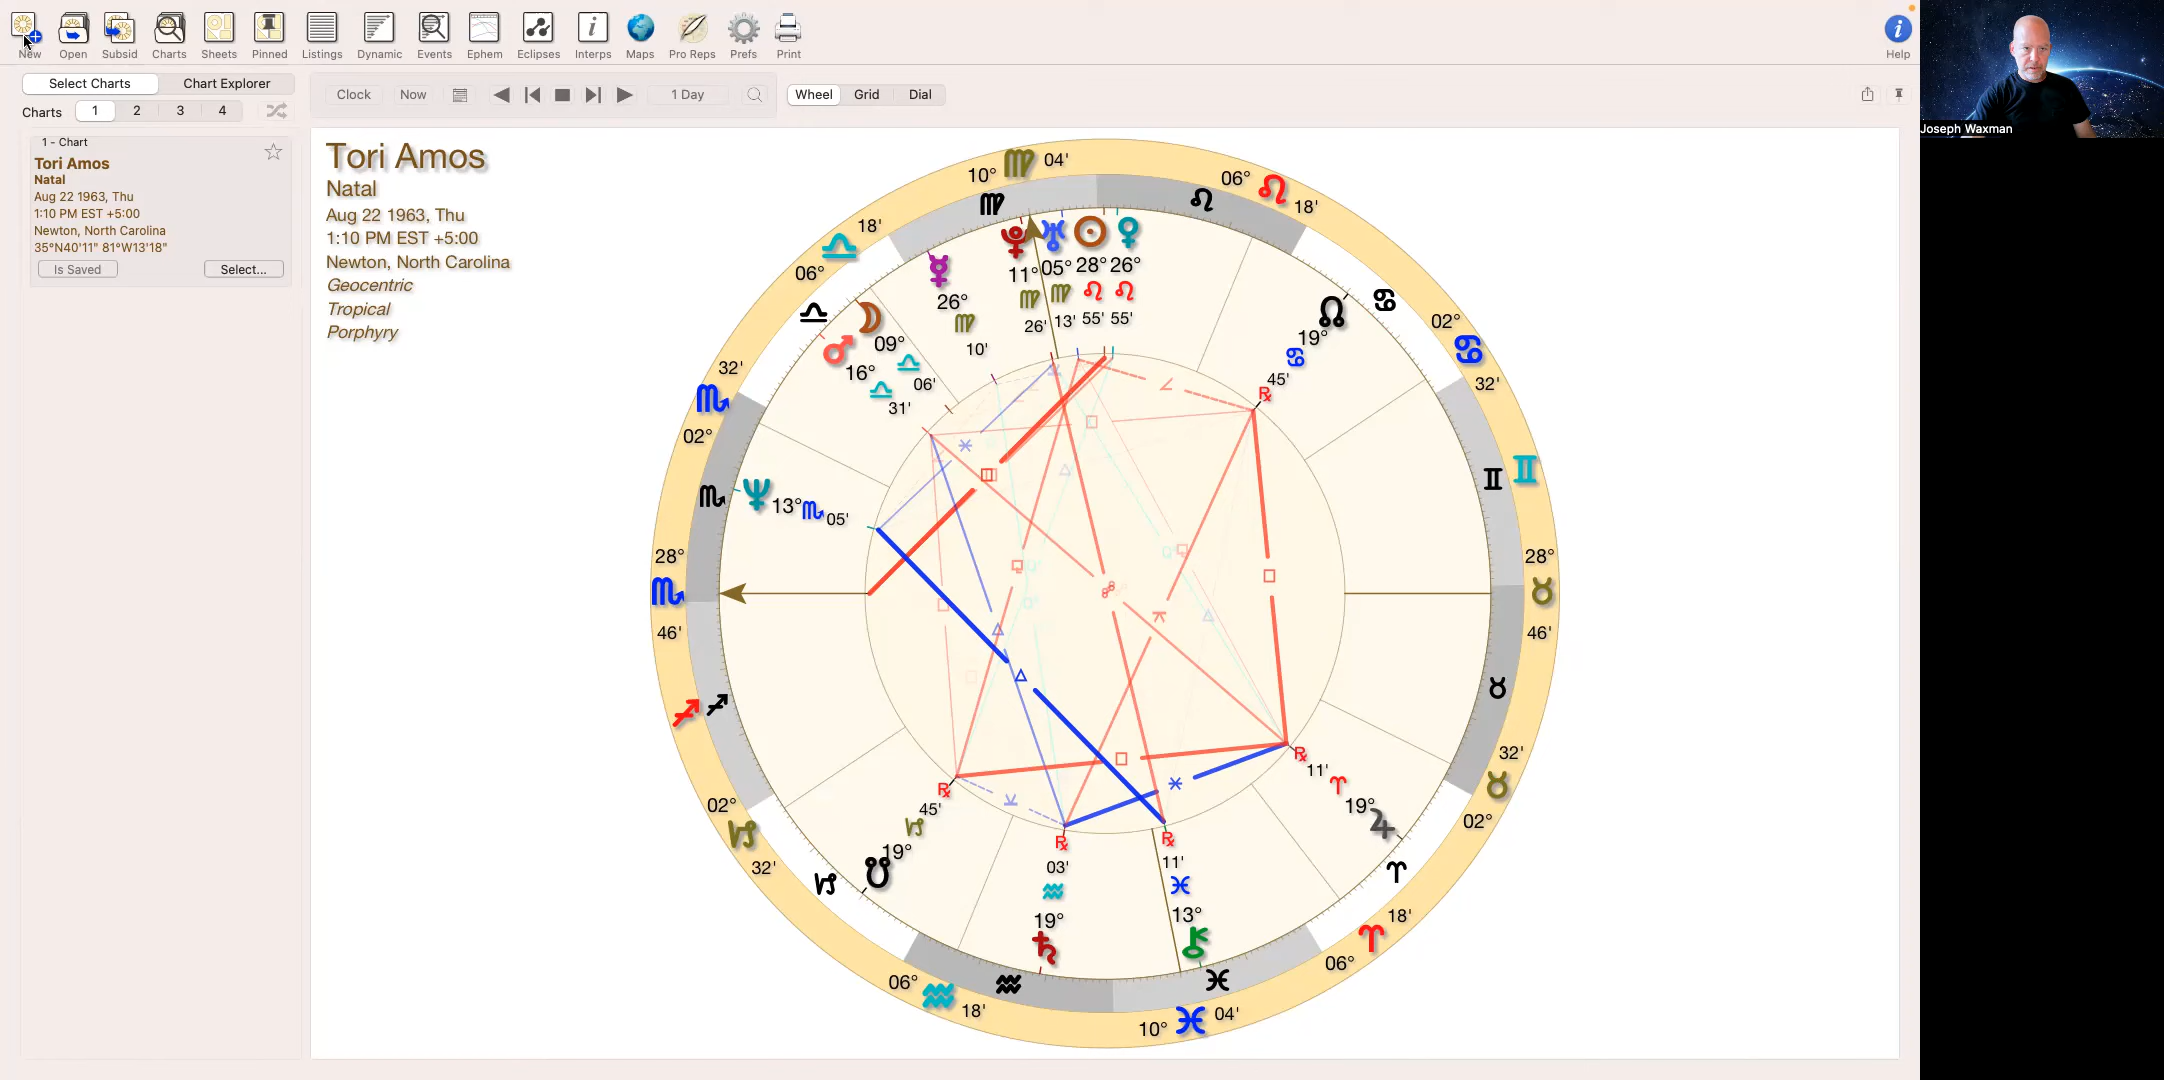 New Open Subsid Charts Sheets Pinned Listings Dynamic Events Ephem Eclipses Interps Maps Pro Reps Prefs Print Help
Select Charts Chart Explorer
Charts 1 2 3 4
Clock Now 1 Day Wheel Grid Dial
Joseph Waxman
1 - Chart
Tori Amos
Natal
Aug 22 1963, Thu
1:10 PM EST +5:00
Newton, North Carolina
35°N40'11" 81°W13'18"
Is Saved Select...
Tori Amos
Natal
Aug 22 1963, Thu
1:10 PM EST +5:00
Newton, North Carolina
Geocentric
Tropical
Porphyry
10° ♍ 04'
06° ♌ 18'
02° ♋ 32'
♊
28° ♉ 46'
32' ♉ 02'
18' ♈ 06°
10° ♓ 04'
06° ♒ 18'
02° ♑ 32'
♐
28° ♏ 46'
32' ♏ 02°
18' ♎ 06°
♇ 11° ♍ 26'
♅ 05° ♍ 13'
☉ 28° ♌ 55'
♀ 26° ♌ 55'
☊ 19° ♋ 45' ℞
☿ 26° ♍ 10'
☽ 09° ♎ 06'
♂ 16° ♎ 31'
♆ 13° ♏ 05'
☋ 19° ♑ 45' ℞
♄ 19° ♒ 03' ℞
⚷ 13° ♓ 11' ℞
♃ 19° ♈ 11' ℞